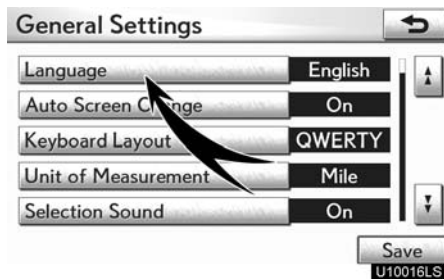 General Settings
Language English
Auto Screen Change On
Keyboard Layout QWERTY
Unit of Measurement Mile
Selection Sound On
Save
U10016LS